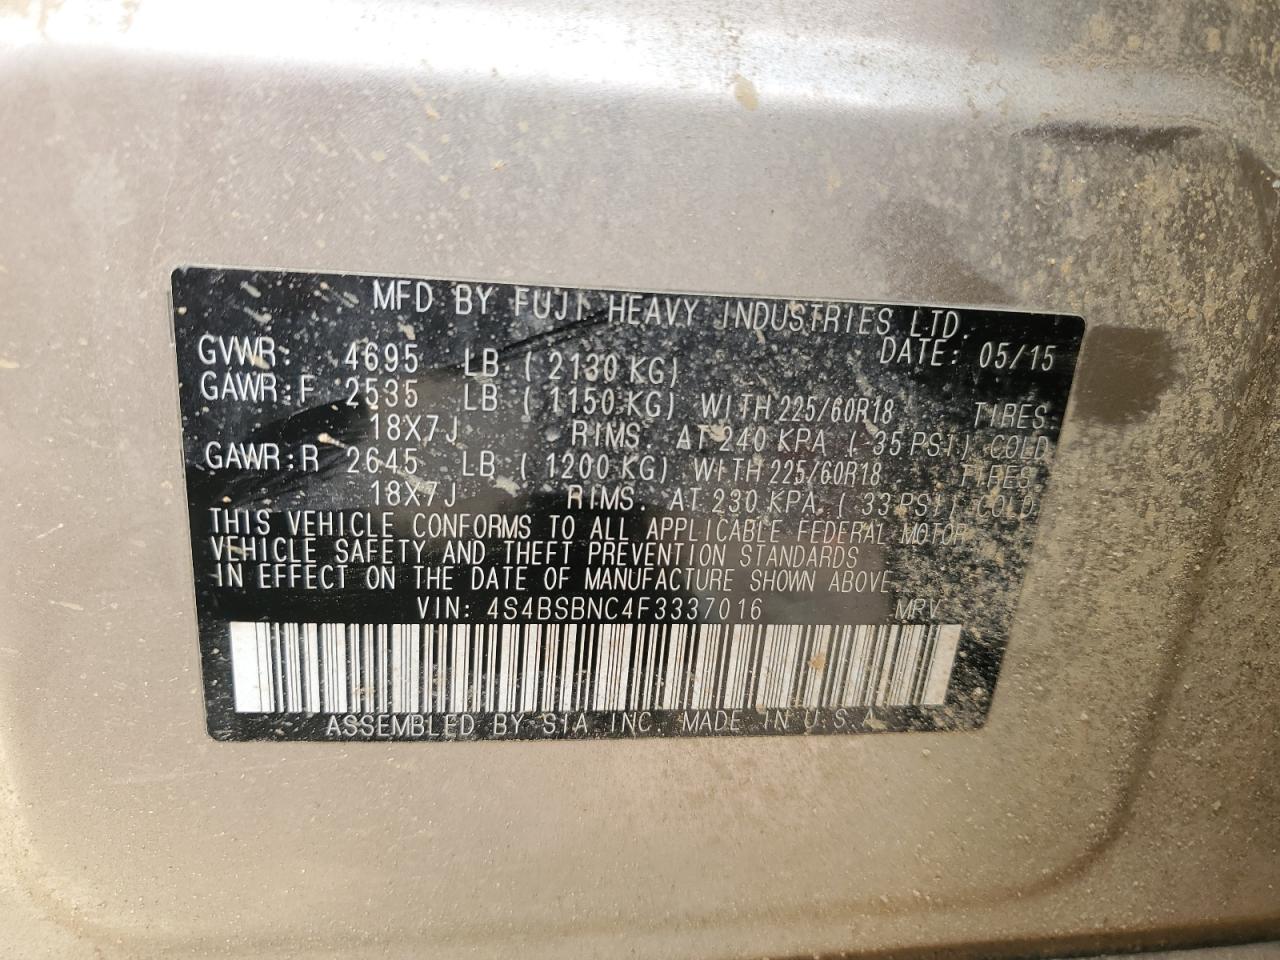 MFD BY FUJI HEAVY INDUSTRIES LTD.
DATE: 05/15
GVWR: 4695 LB ( 2130 KG)
GAWR:F 2535 LB ( 1150 KG) WITH 225/60R18 TIRES
18X7J RIMS. AT 240 KPA ( 35 PSI) COLD
GAWR:R 2645 LB ( 1200 KG) WITH 225/60R18 TIRES
18X7J RIMS. AT 230 KPA ( 33 PSI) COLD
THIS VEHICLE CONFORMS TO ALL APPLICABLE FEDERAL MOTOR
VEHICLE SAFETY AND THEFT PREVENTION STANDARDS
IN EFFECT ON THE DATE OF MANUFACTURE SHOWN ABOVE
VIN: 4S4BSBNC4F3337016 MRV
ASSEMBLED BY SIA INC. MADE IN U.S.A.